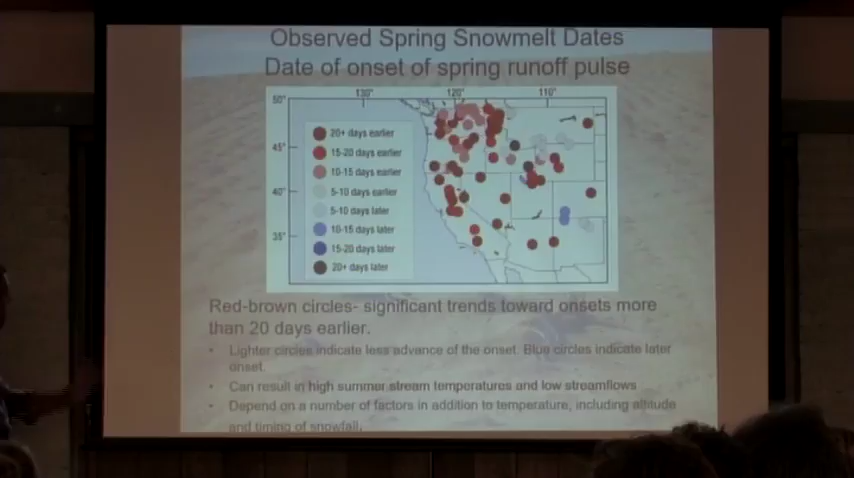 Observed Spring Snowmelt Dates
Date of onset of spring runoff pulse
130° 120° 110°
50°
45°
40°
35°
20+ days earlier
15-20 days earlier
10-15 days earlier
5-10 days earlier
5-10 days later
10-15 days later
15-20 days later
20+ days later
Red-brown circles- significant trends toward onsets more
than 20 days earlier.
• Lighter circles indicate less advance of the onset. Blue circles indicate later
onset.
• Can result in high summer stream temperatures and low streamflows
• Depend on a number of factors in addition to temperature, including altitude
and timing of snowfall.